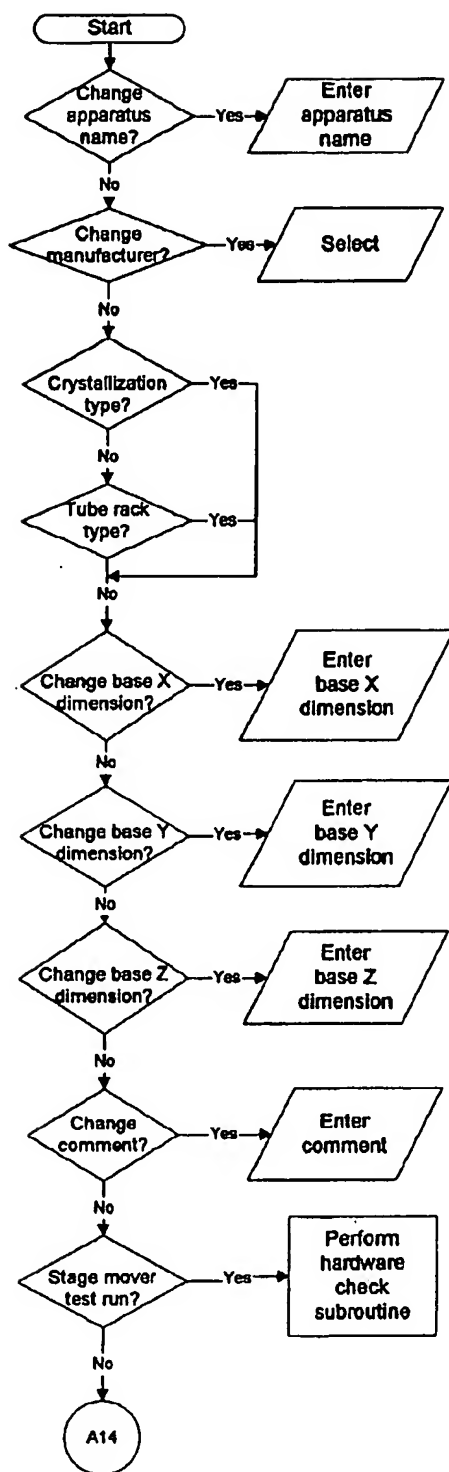 Start
Change
apparatus
name?
Yes
Enter
apparatus
name
No
Change
manufacturer?
Yes
Select
No
Crystallization
type?
Yes
No
Tube rack
type?
Yes
No
Change base X
dimension?
Yes
Enter
base X
dimension
No
Change base Y
dimension?
Yes
Enter
base Y
dimension
No
Change base Z
dimension?
Yes
Enter
base Z
dimension
No
Change
comment?
Yes
Enter
comment
No
Stage mover
test run?
Yes
Perform
hardware
check
subroutine
No
A14